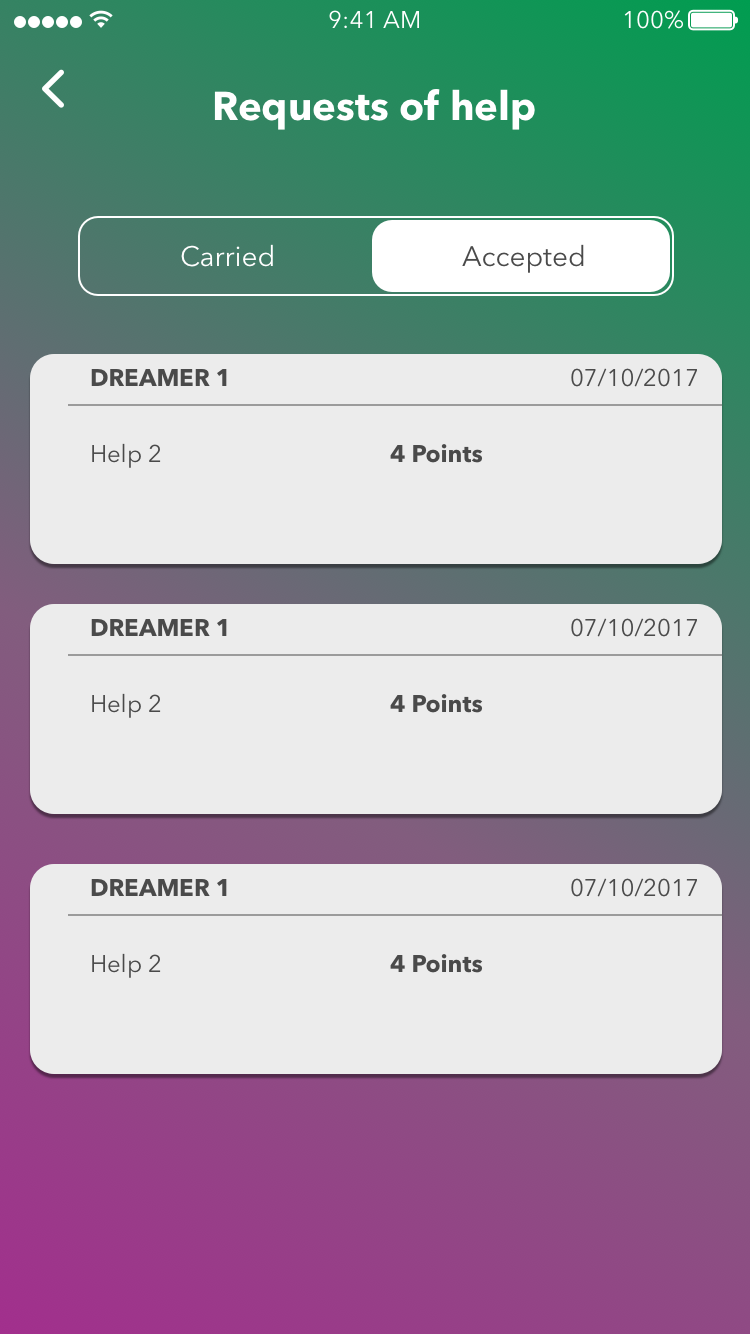 9:41 AM 100%
Requests of help
Carried Accepted
DREAMER 1 07/10/2017
Help 2 4 Points
DREAMER 1 07/10/2017
Help 2 4 Points
DREAMER 1 07/10/2017
Help 2 4 Points